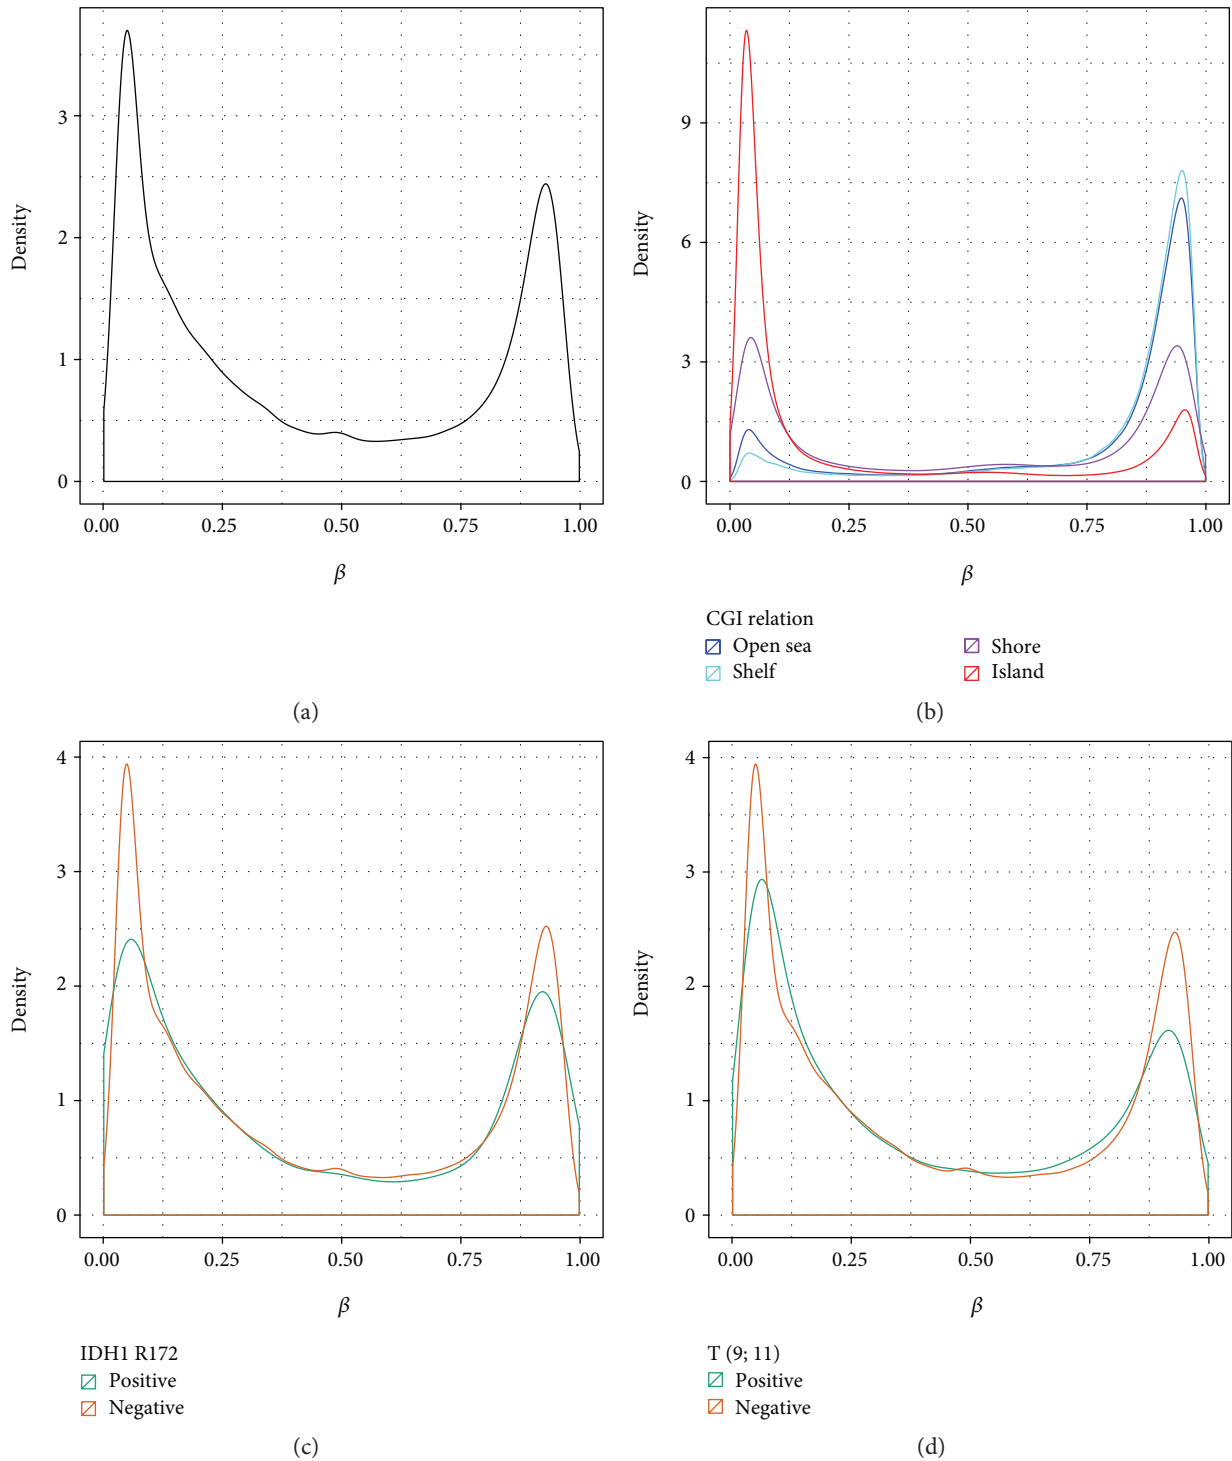 Density
3
2
1
0
0.00 0.25 0.50 0.75 1.00
β
(a)
Density
9
6
3
0
0.00 0.25 0.50 0.75 1.00
β
CGI relation
Open sea
Shore
Shelf
Island
(b)
Density
4
3
2
1
0
0.00 0.25 0.50 0.75 1.00
β
IDH1 R172
Positive
Negative
(c)
Density
4
3
2
1
0
0.00 0.25 0.50 0.75 1.00
β
T (9; 11)
Positive
Negative
(d)